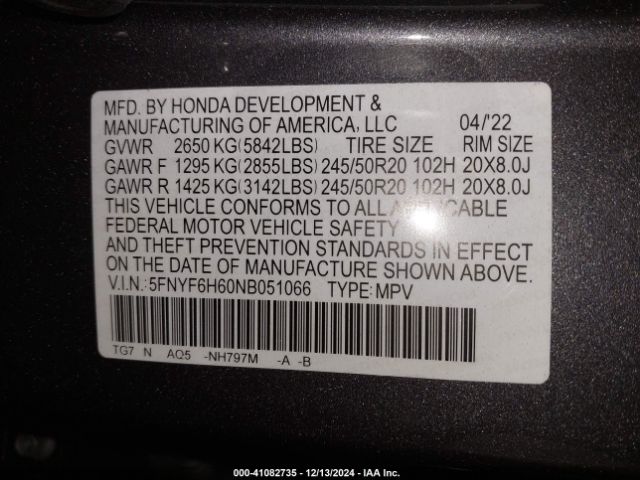 MFD. BY HONDA DEVELOPMENT &
MANUFACTURING OF AMERICA, LLC 04/'22
GVWR 2650 KG(5842LBS) TIRE SIZE RIM SIZE
GAWR F 1295 KG(2855LBS) 245/50R20 102H 20X8.0J
GAWR R 1425 KG(3142LBS) 245/50R20 102H 20X8.0J
THIS VEHICLE CONFORMS TO ALL APPLICABLE
FEDERAL MOTOR VEHICLE SAFETY
AND THEFT PREVENTION STANDARDS IN EFFECT
ON THE DATE OF MANUFACTURE SHOWN ABOVE.
V.I.N.: 5FNYF6H60NB051066 TYPE: MPV
TG7 N AQ5 -NH797M -A -B
000-41082735 - 12/13/2024 - IAA Inc.